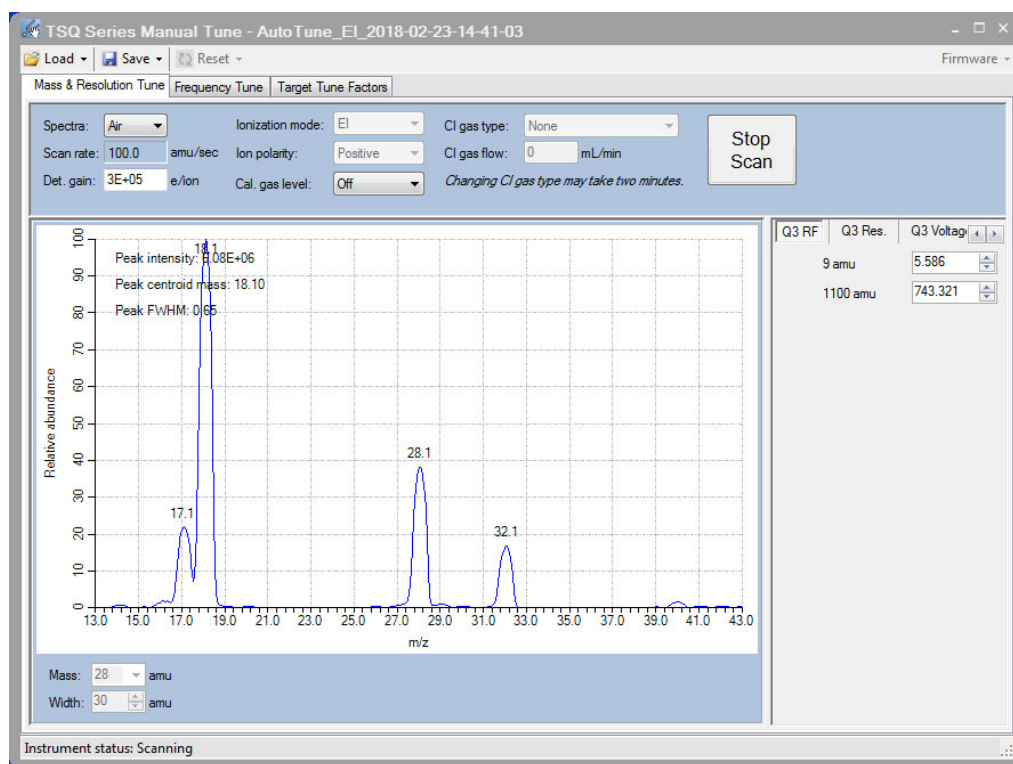 TSQ Series Manual Tune - AutoTune_EI_2018-02-23-14-41-03
Load Save Reset Firmware
Mass & Resolution Tune Frequency Tune Target Tune Factors
Spectra: Air Ionization mode: EI CI gas type: None
Scan rate: 100.0 amu/sec Ion polarity: Positive CI gas flow: 0 mL/min
Det. gain: 3E+05 e/ion Cal. gas level: Off Changing CI gas type may take two minutes.
Stop
Scan
Q3 RF Q3 Res. Q3 Voltag
9 amu 5.586
1100 amu 743.321
Relative abundance
100
90
80
70
60
50
40
30
20
10
0
18.1
Peak intensity: 9.08E+06
Peak centroid mass: 18.10
Peak FWHM: 0.65
28.1
17.1
32.1
13.0 15.0 17.0 19.0 21.0 23.0 25.0 27.0 29.0 31.0 33.0 35.0 37.0 39.0 41.0 43.0
m/z
Mass: 28 amu
Width: 30 amu
Instrument status: Scanning